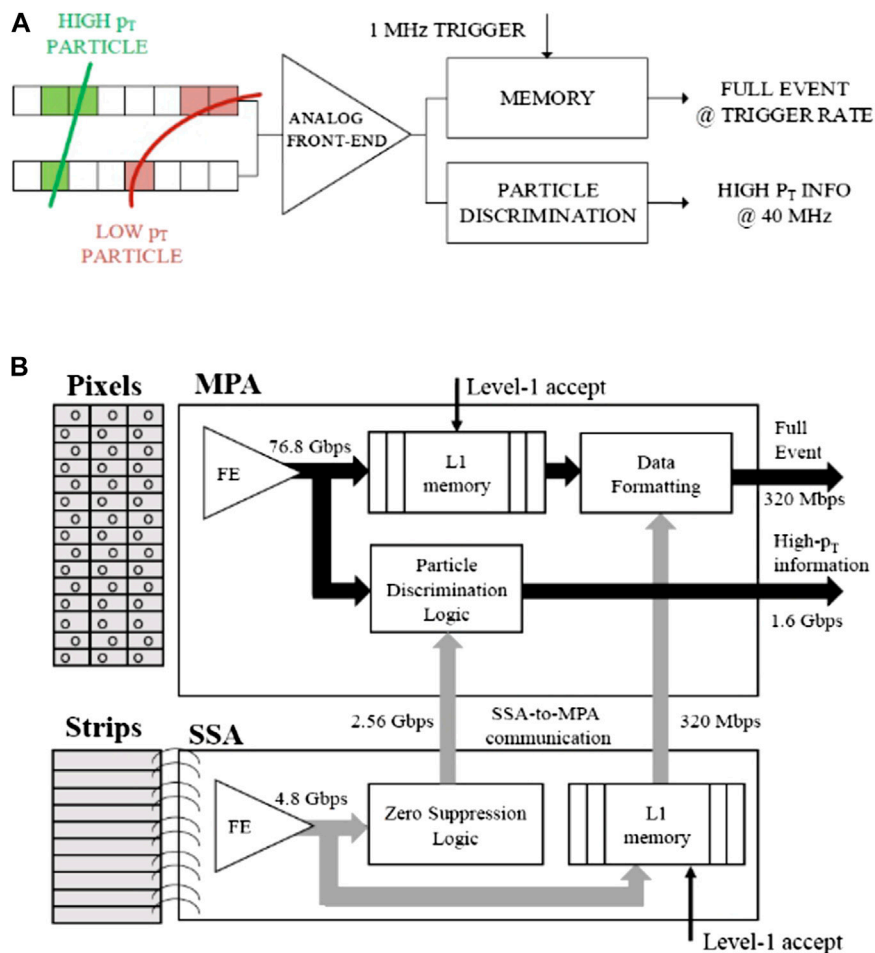 A
HIGH pT
PARTICLE
LOW pT
PARTICLE
ANALOG
FRONT-END
1 MHz TRIGGER
MEMORY
FULL EVENT
@ TRIGGER RATE
PARTICLE
DISCRIMINATION
HIGH PT INFO
@ 40 MHz
B
Pixels
MPA
Level-1 accept
FE
76.8 Gbps
L1
memory
Data
Formatting
Full
Event
320 Mbps
Particle
Discrimination
Logic
High-pT
information
1.6 Gbps
2.56 Gbps
SSA-to-MPA
communication
320 Mbps
Strips
SSA
FE
4.8 Gbps
Zero Suppression
Logic
L1
memory
Level-1 accept